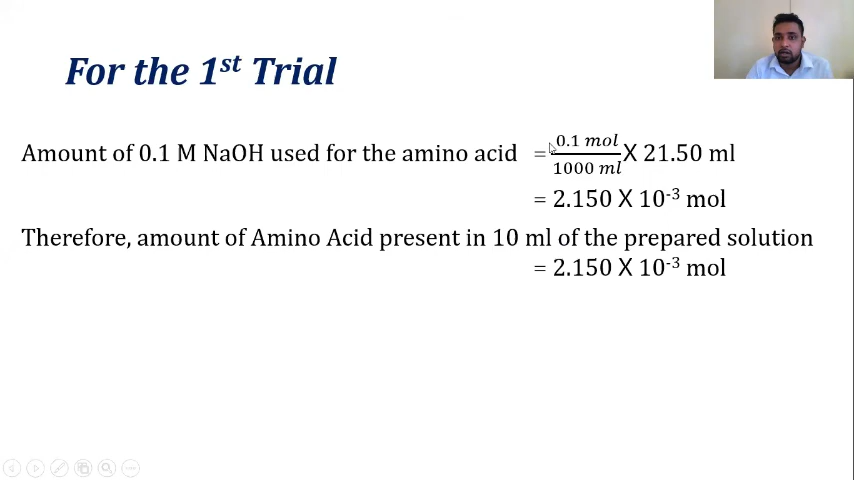 For the 1st Trial
Amount of 0.1 M NaOH used for the amino acid = 0.1 mol / 1000 ml X 21.50 ml
= 2.150 X 10-3 mol
Therefore, amount of Amino Acid present in 10 ml of the prepared solution
= 2.150 X 10-3 mol